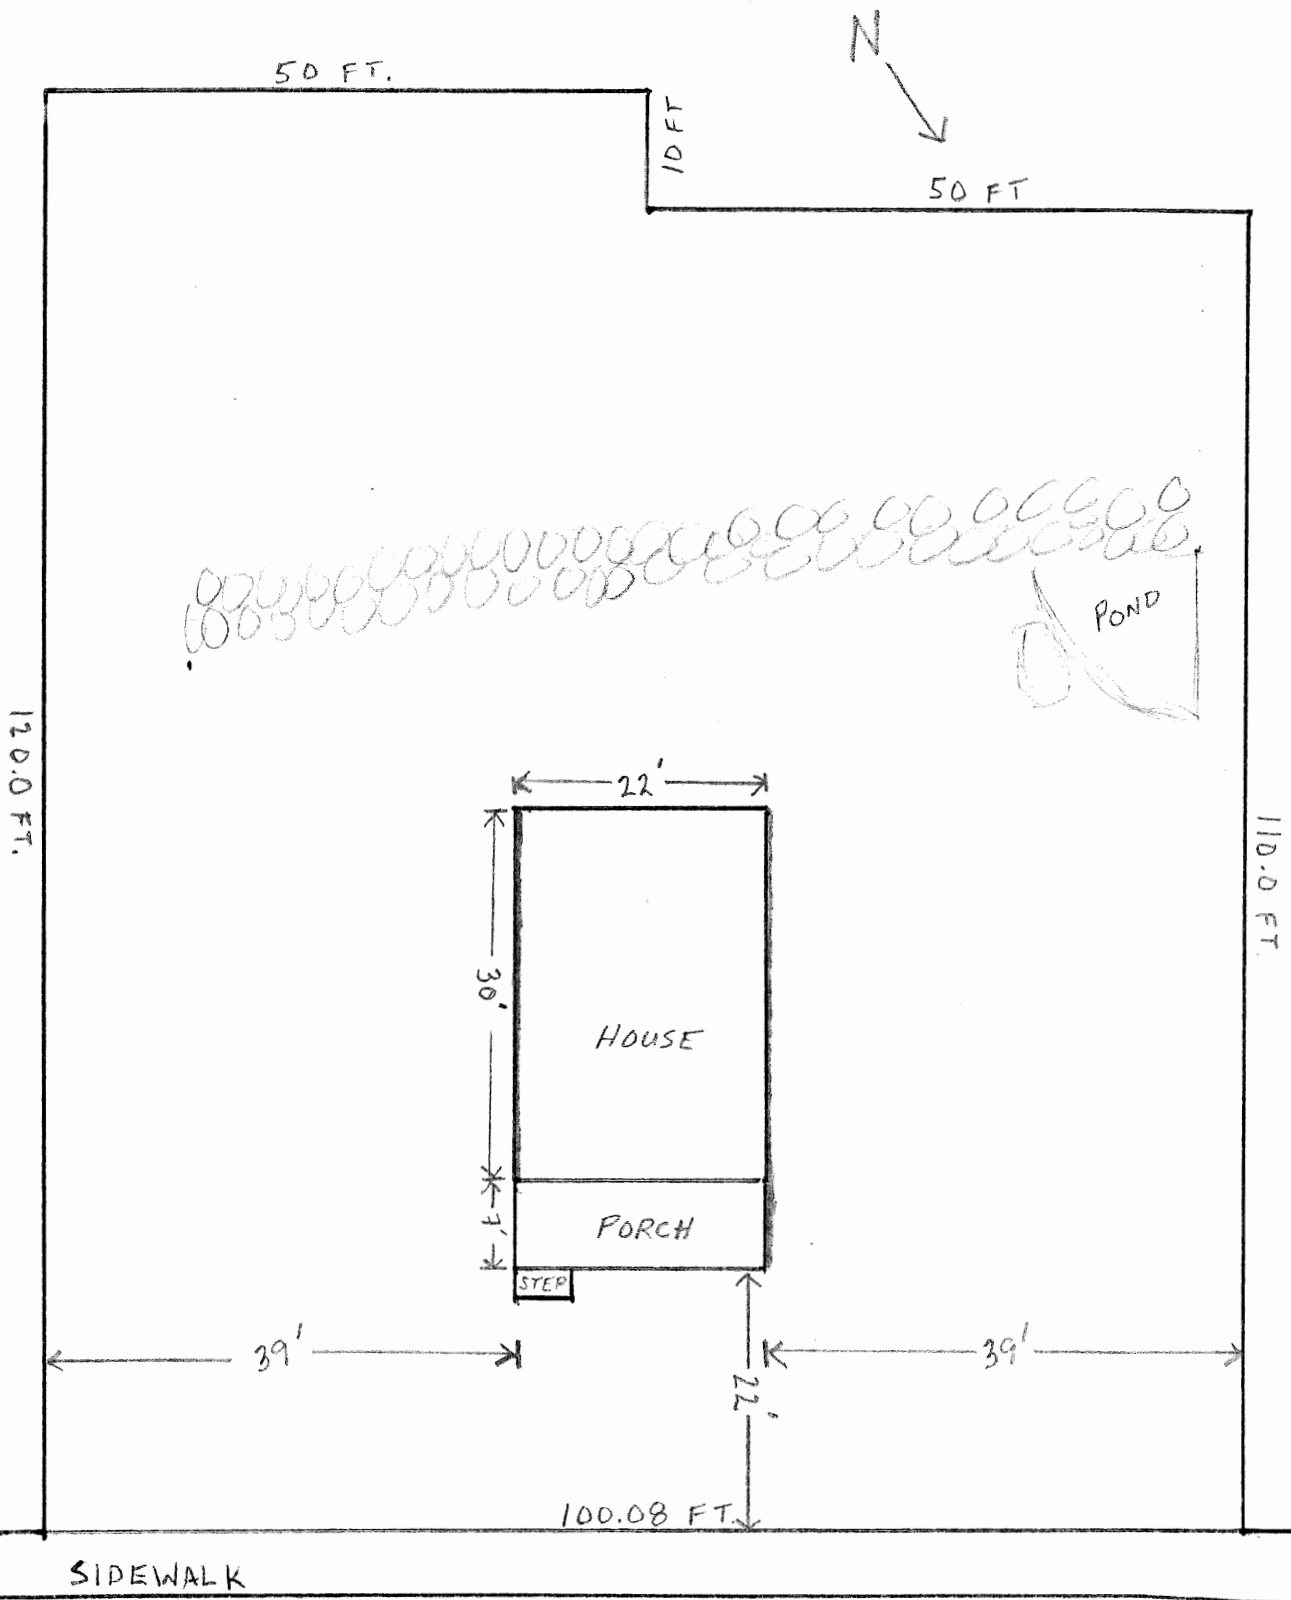 N
50 FT.
10 FT
50 FT
POND
120.0 FT.
22'
110.0 FT
30'
HOUSE
7'
PORCH
STEP
39'
39'
22'
100.08 FT.
SIDEWALK